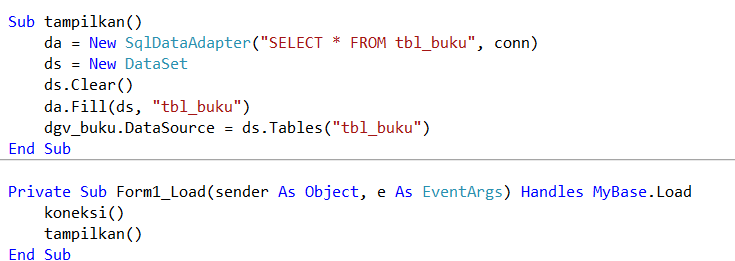 Sub tampilkan()
    da = New SqlDataAdapter("SELECT * FROM tbl_buku", conn)
    ds = New DataSet
    ds.Clear()
    da.Fill(ds, "tbl_buku")
    dgv_buku.DataSource = ds.Tables("tbl_buku")
End Sub
Private Sub Form1_Load(sender As Object, e As EventArgs) Handles MyBase.Load
    koneksi()
    tampilkan()
End Sub